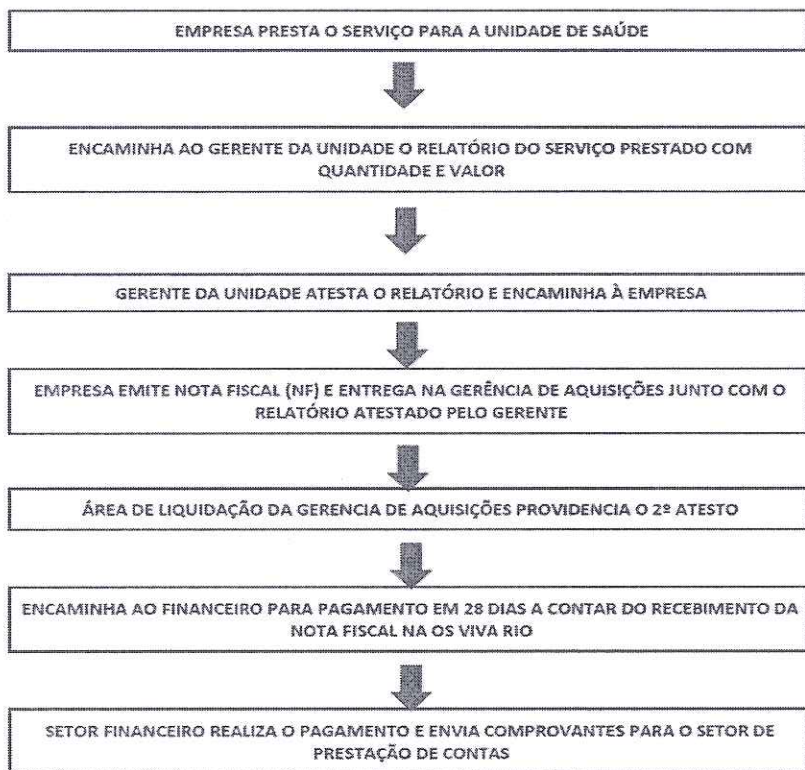 EMPRESA PRESTA O SERVIÇO PARA A UNIDADE DE SAÚDE
ENCAMINHA AO GERENTE DA UNIDADE O RELATÓRIO DO SERVIÇO PRESTADO COM
QUANTIDADE E VALOR
GERENTE DA UNIDADE ATESTA O RELATÓRIO E ENCAMINHA À EMPRESA
EMPRESA EMITE NOTA FISCAL (NF) E ENTREGA NA GERÊNCIA DE AQUISIÇÕES JUNTO COM O
RELATÓRIO ATESTADO PELO GERENTE
ÁREA DE LIQUIDAÇÃO DA GERENCIA DE AQUISIÇÕES PROVIDENCIA O 2º ATESTO
ENCAMINHA AO FINANCEIRO PARA PAGAMENTO EM 28 DIAS A CONTAR DO RECEBIMENTO DA
NOTA FISCAL NA OS VIVA RIO
SETOR FINANCEIRO REALIZA O PAGAMENTO E ENVIA COMPROVANTES PARA O SETOR DE
PRESTAÇÃO DE CONTAS